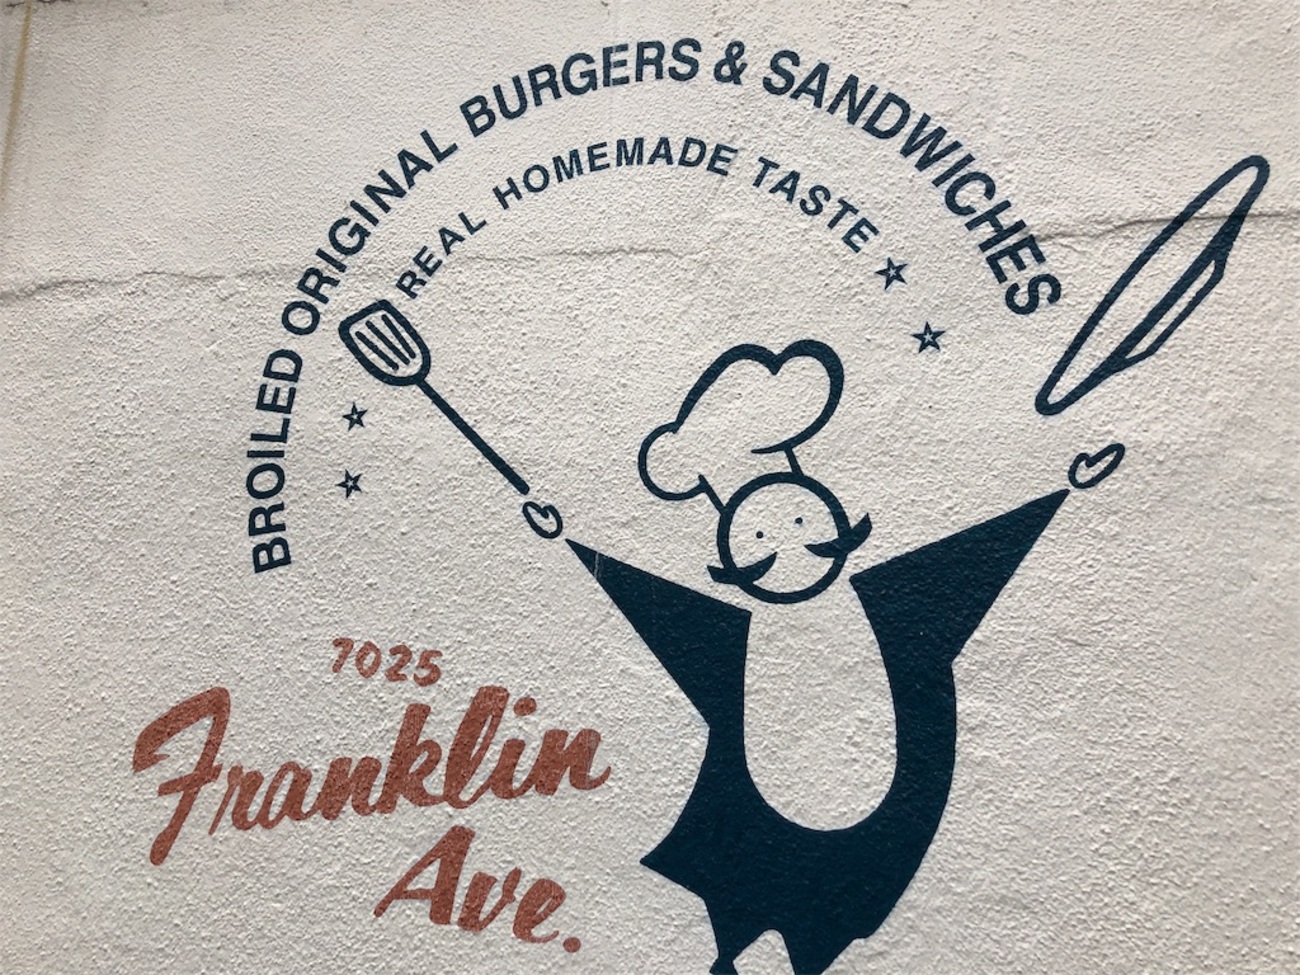 BROILED ORIGINAL BURGERS & SANDWICHES
REAL HOMEMADE TASTE
7025
Franklin
Ave.